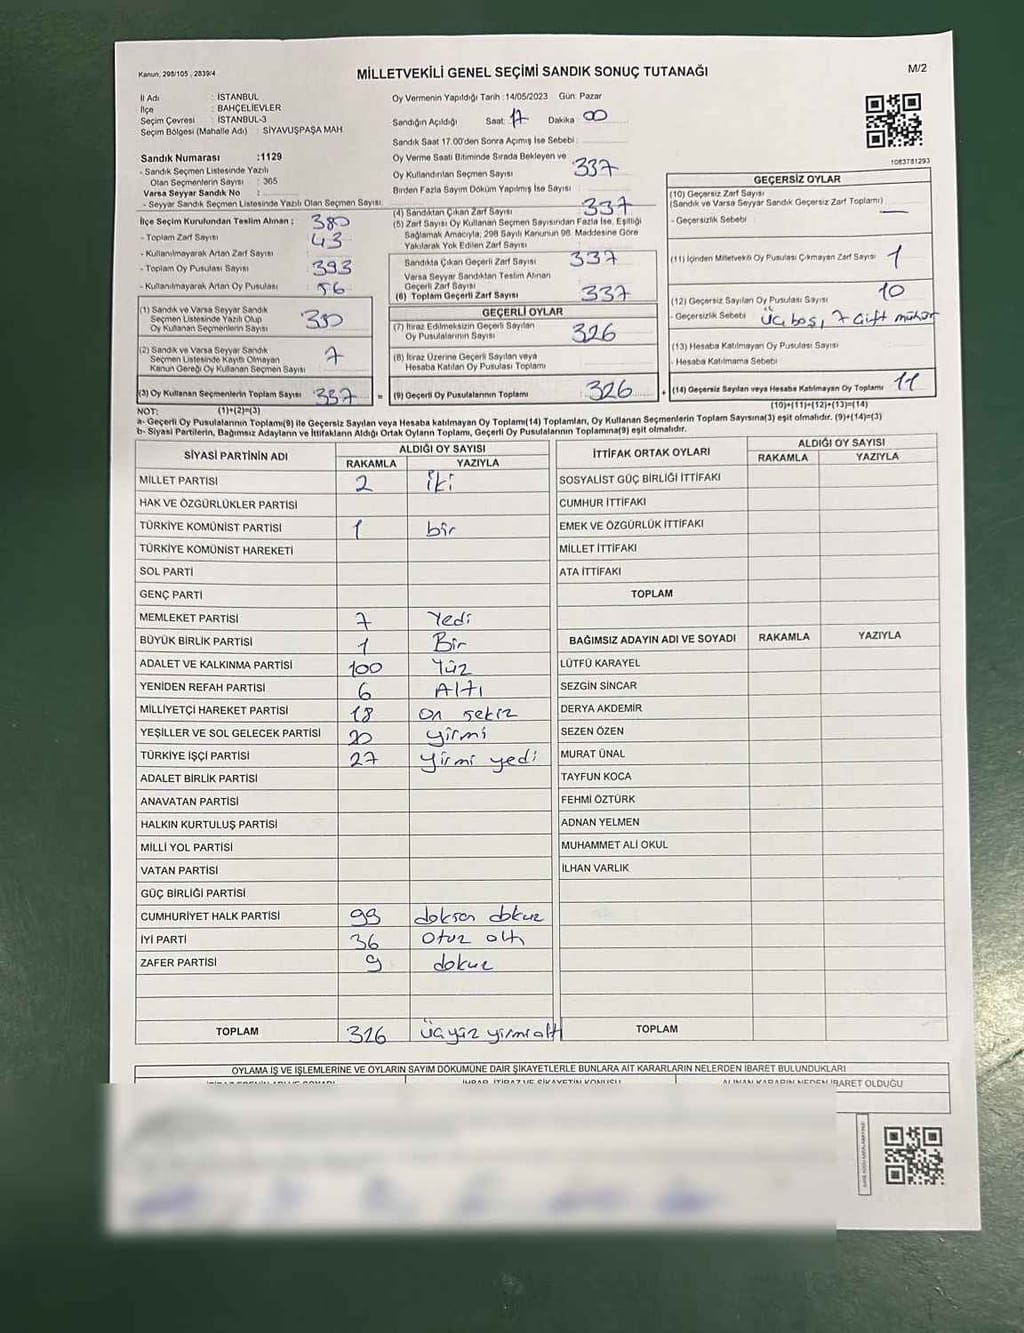 Kanun, 298/105 , 2839/4
MİLLETVEKİLİ GENEL SEÇİMİ SANDIK SONUÇ TUTANAĞI
M/2
İl Adı : İSTANBUL
İlçe : BAHÇELİEVLER
Seçim Çevresi : İSTANBUL-3
Seçim Bölgesi (Mahalle Adı) : SİYAVUŞPAŞA MAH
Sandık Numarası :1129
- Sandık Seçmen Listesinde Yazılı Olan Seçmenlerin Sayısı : 365
Varsa Seyyar Sandık No :
- Seyyar Sandık Seçmen Listesinde Yazılı Olan Seçmen Sayısı:
Oy Vermenin Yapıldığı Tarih : 14/05/2023 Gün: Pazar
Sandığın Açıldığı Saat: 17 Dakika 00
Sandık Saat 17.00'den Sonra Açılmış İse Sebebi :
Oy Verme Saati Bitiminde Sırada Bekleyen ve
Oy Kullandırılan Seçmen Sayısı 337
Birden Fazla Sayım Döküm Yapılmış İse Sayısı :
1083781293
İlçe Seçim Kurulundan Teslim Alınan ;
- Toplam Zarf Sayısı 380
- Kullanılmayarak Artan Zarf Sayısı 43
- Toplam Oy Pusulası Sayısı 393
- Kullanılmayarak Artan Oy Pusulası 56
(1) Sandık ve Varsa Seyyar Sandık
Seçmen Listesinde Yazılı Olup
Oy Kullanan Seçmenlerin Sayısı 330
(2) Sandık ve Varsa Seyyar Sandık
Seçmen Listesinde Kayıtlı Olmayan
Kanun Gereği Oy Kullanan Seçmen Sayısı 7
(3) Oy Kullanan Seçmenlerin Toplam Sayısı 337
(4) Sandıktan Çıkan Zarf Sayısı 337
(5) Zarf Sayısı Oy Kullanan Seçmen Sayısından Fazla İse, Eşitliği
Sağlamak Amacıyla; 298 Sayılı Kanunun 98. Maddesine Göre
Yakılarak Yok Edilen Zarf Sayısı
Sandıkta Çıkan Geçerli Zarf Sayısı 337
Varsa Seyyar Sandıktan Teslim Alınan
Geçerli Zarf Sayısı
(6) Toplam Geçerli Zarf Sayısı 337
GEÇERLİ OYLAR
(7) İtiraz Edilmeksizin Geçerli Sayılan
Oy Pusulalarının Sayısı 326
(8) İtiraz Üzerine Geçerli Sayılan veya
Hesaba Katılan Oy Pusulası Toplamı
= (9) Geçerli Oy Pusulalarının Toplamı 326
GEÇERSİZ OYLAR
(10) Geçersiz Zarf Sayısı
(Sandık ve Varsa Seyyar Sandık Geçersiz Zarf Toplamı) —
- Geçersizlik Sebebi :
(11) İçinden Milletvekili Oy Pusulası Çıkmayan Zarf Sayısı 1
(12) Geçersiz Sayılan Oy Pusulası Sayısı 10
- Geçersizlik Sebebi üç boş, 7 çift mühür
(13) Hesaba Katılmayan Oy Pusulası Sayısı
- Hesaba Katılmama Sebebi
+ (14) Geçersiz Sayılan veya Hesaba Katılmayan Oy Toplamı 11
NOT: (1)+(2)=(3)
(10)+(11)+(12)+(13)=(14)
a- Geçerli Oy Pusulasının Toplamı(9) ile Geçersiz Sayılan veya Hesaba katılmayan Oy Toplamı(14) Toplamları, Oy Kullanan Seçmenlerin Toplam Sayısına(3) eşit olmalıdır. (9)+(14)=(3)
b- Siyasi Partilerin, Bağımsız Adayların ve İttifakların Aldığı Ortak Oyların Toplamı, Geçerli Oy Pusulalarının Toplamına(9) eşit olmalıdır.
SİYASİ PARTİNİN ADI ALDIĞI OY SAYISI
RAKAMLA YAZIYLA
MİLLET PARTİSİ 2 iki
HAK VE ÖZGÜRLÜKLER PARTİSİ
TÜRKİYE KOMÜNİST PARTİSİ 1 bir
TÜRKİYE KOMÜNİST HAREKETİ
SOL PARTİ
GENÇ PARTİ
MEMLEKET PARTİSİ 7 Yedi
BÜYÜK BİRLİK PARTİSİ 1 Bir
ADALET VE KALKINMA PARTİSİ 100 Yüz
YENİDEN REFAH PARTİSİ 6 Altı
MİLLİYETÇİ HAREKET PARTİSİ 18 on sekiz
YEŞİLLER VE SOL GELECEK PARTİSİ 20 yirmi
TÜRKİYE İŞÇİ PARTİSİ 27 yirmi yedi
ADALET BİRLİK PARTİSİ
ANAVATAN PARTİSİ
HALKIN KURTULUŞ PARTİSİ
MİLLİ YOL PARTİSİ
VATAN PARTİSİ
GÜÇ BİRLİĞİ PARTİSİ
CUMHURİYET HALK PARTİSİ 99 doksan dokuz
İYİ PARTİ 36 Otuz altı
ZAFER PARTİSİ 9 dokuz
TOPLAM 326 üçyüz yirmi altı
İTTİFAK ORTAK OYLARI ALDIĞI OY SAYISI
RAKAMLA YAZIYLA
SOSYALİST GÜÇ BİRLİĞİ İTTİFAKI
CUMHUR İTTİFAKI
EMEK VE ÖZGÜRLÜK İTTİFAKI
MİLLET İTTİFAKI
ATA İTTİFAKI
TOPLAM
BAĞIMSIZ ADAYIN ADI VE SOYADI RAKAMLA YAZIYLA
LÜTFÜ KARAYEL
SEZGİN SİNCAR
DERYA AKDEMİR
SEZEN ÖZEN
MURAT ÜNAL
TAYFUN KOCA
FEHMİ ÖZTÜRK
ADNAN YELMEN
MUHAMMET ALİ OKUL
İLHAN VARLIK
TOPLAM
OYLAMA İŞ VE İŞLEMLERİNE VE OYLARIN SAYIM DÖKÜMÜNE DAİR ŞİKAYETLERLE BUNLARA AİT KARARLARIN NELERDEN İBARET BULUNDUKLARI
İHBAR, İTİRAZ VE ŞİKAYETİN KONUSU ALINAN KARARIN NEDEN İBARET OLDUĞU